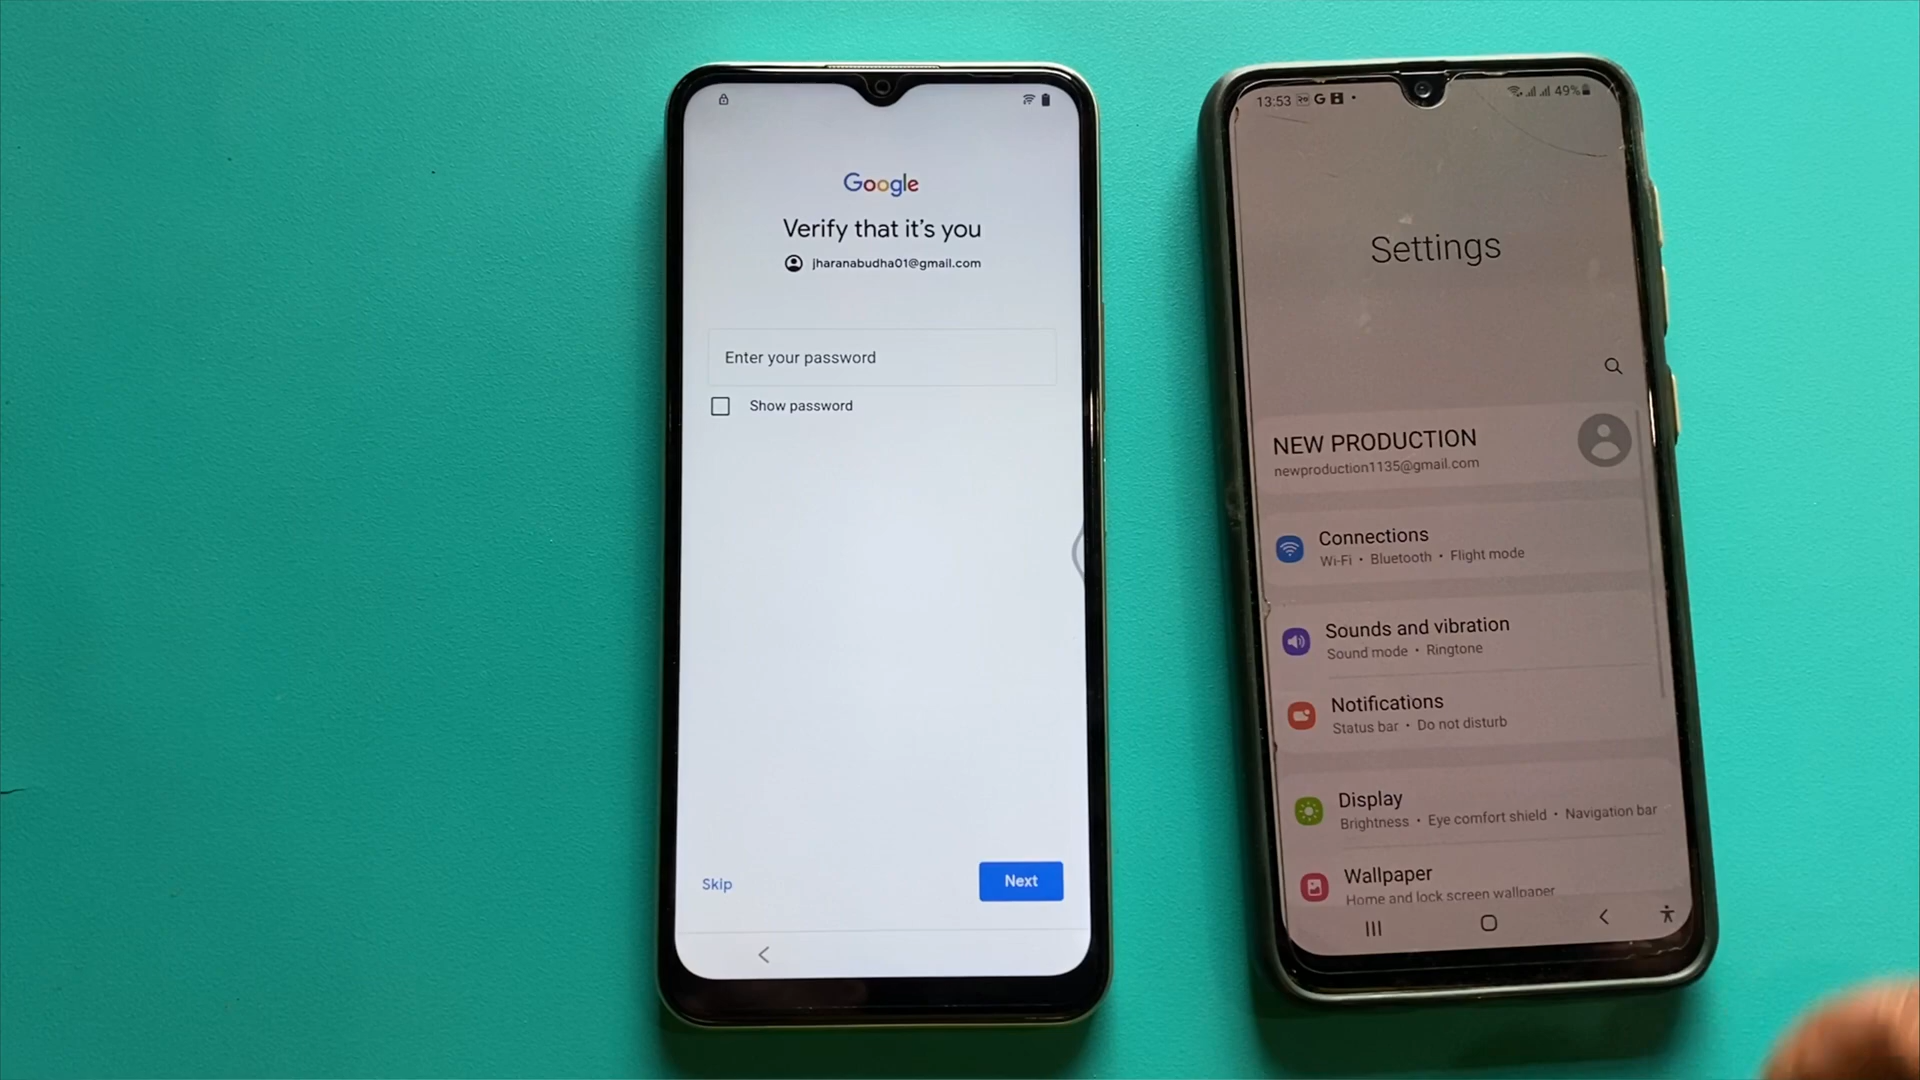 Google
Verify that it's you
jharanabudha01@gmail.com
Enter your password
Show password
Skip
Next
13:53
G
49%
Settings
NEW PRODUCTION
newproduction1135@gmail.com
Connections
Wi-Fi • Bluetooth • Flight mode
Sounds and vibration
Sound mode • Ringtone
Notifications
Status bar • Do not disturb
Display
Brightness • Eye comfort shield • Navigation bar
Wallpaper
Home and lock screen wallpaper